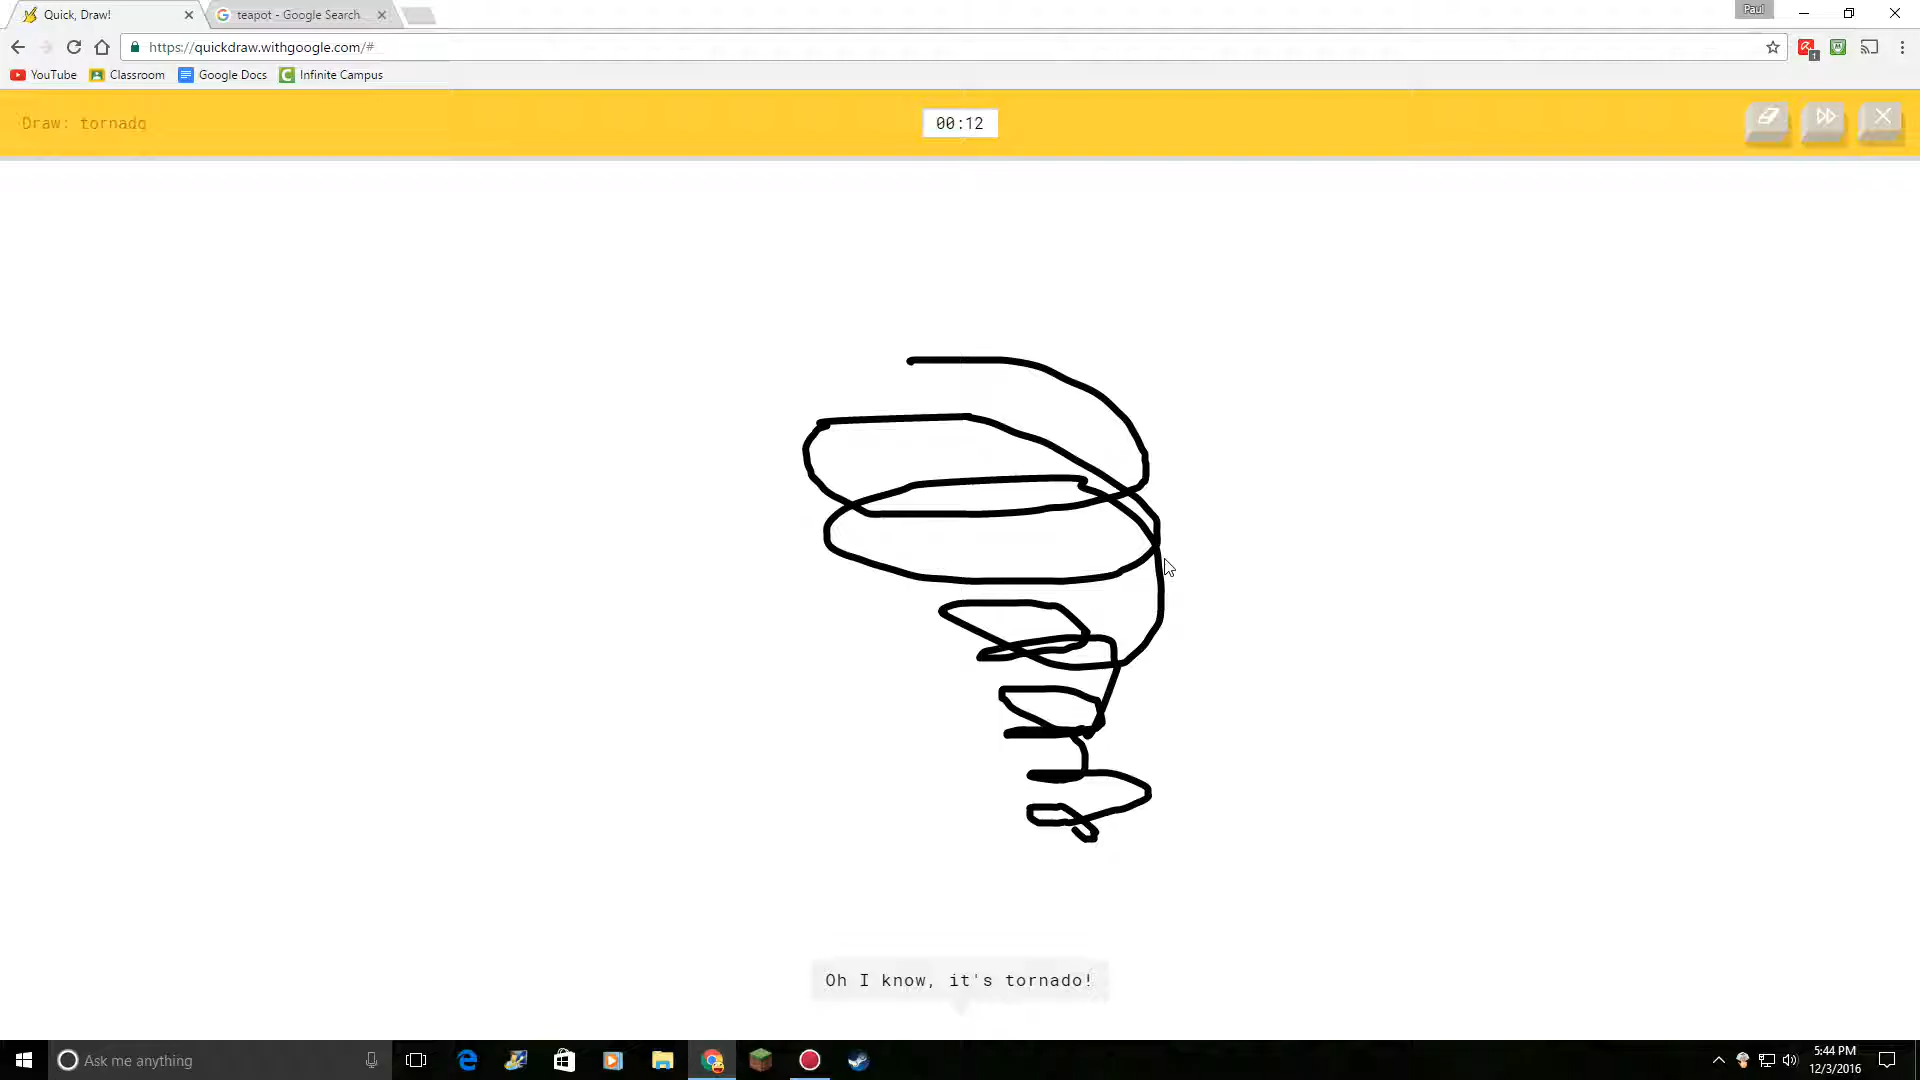 Quick, Draw!
teapot - Google Search
Paul
https://quickdraw.withgoogle.com/#
1
YouTube
Classroom
Google Docs
Infinite Campus
Draw: tornado
00:12
Oh I know, it's tornado!
Ask me anything
5:44 PM
12/3/2016